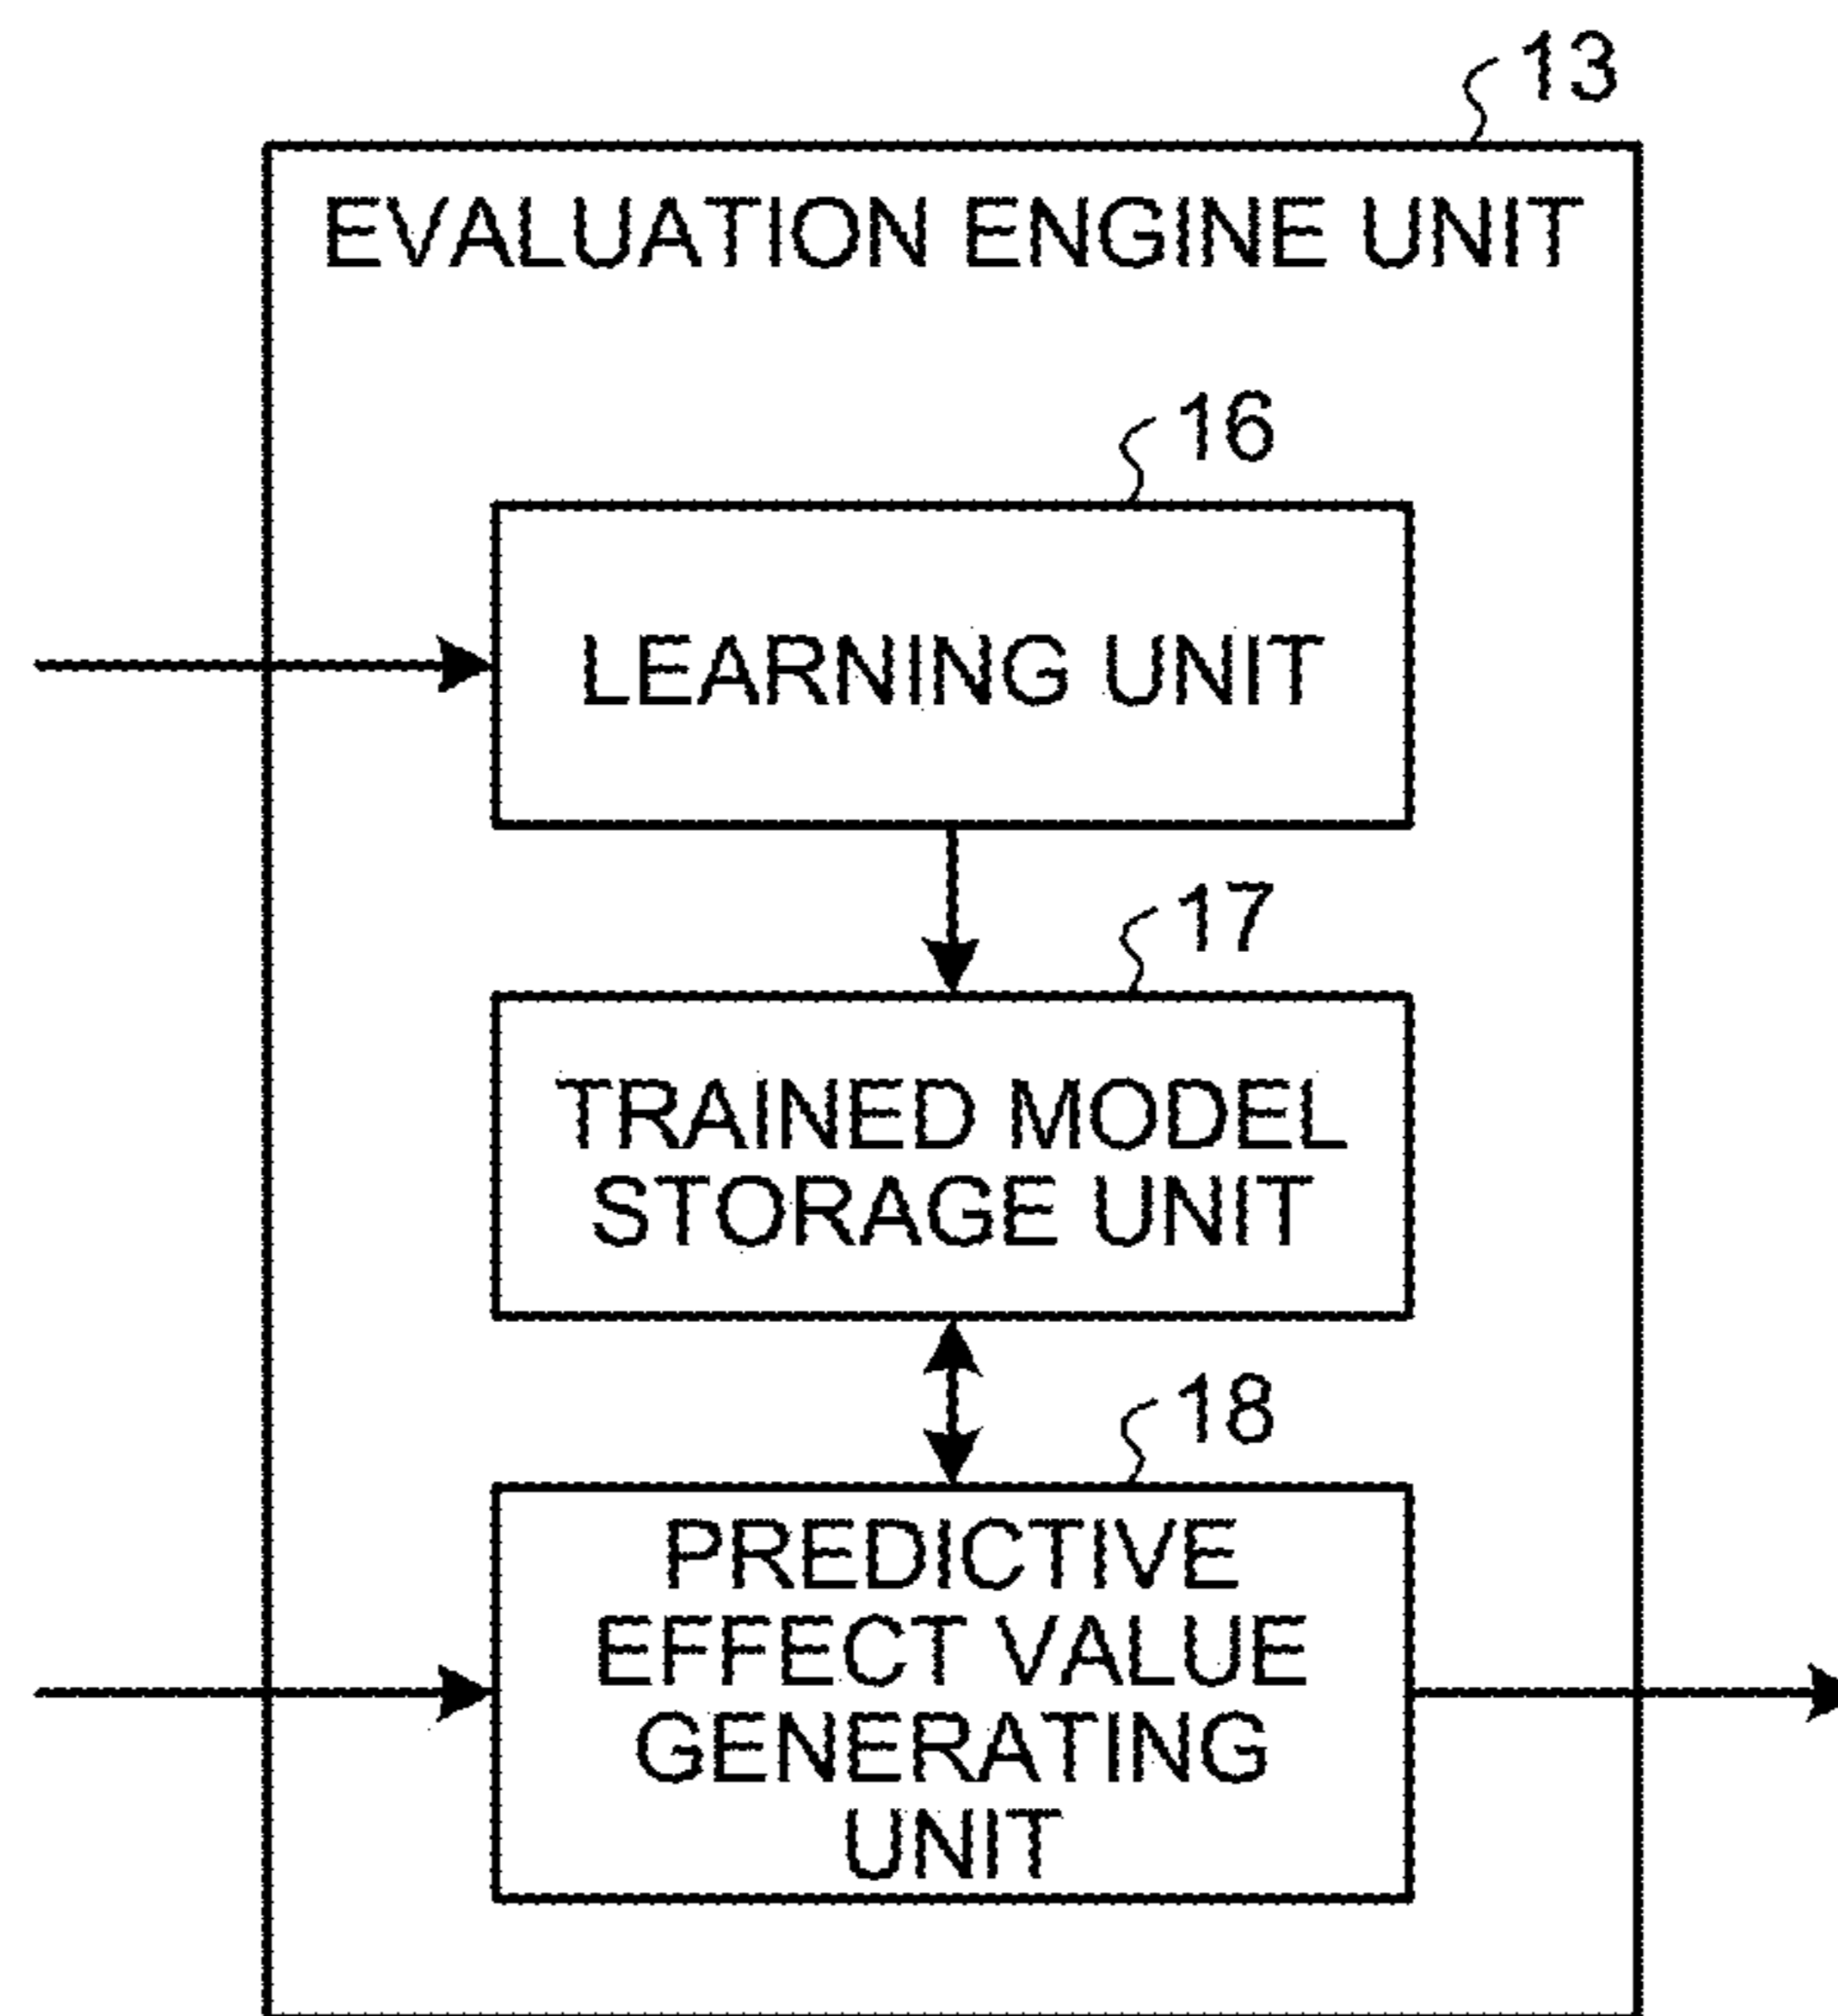 13
EVALUATION ENGINE UNIT
16
LEARNING UNIT
17
TRAINED MODEL
STORAGE UNIT
18
PREDICTIVE
EFFECT VALUE
GENERATING
UNIT